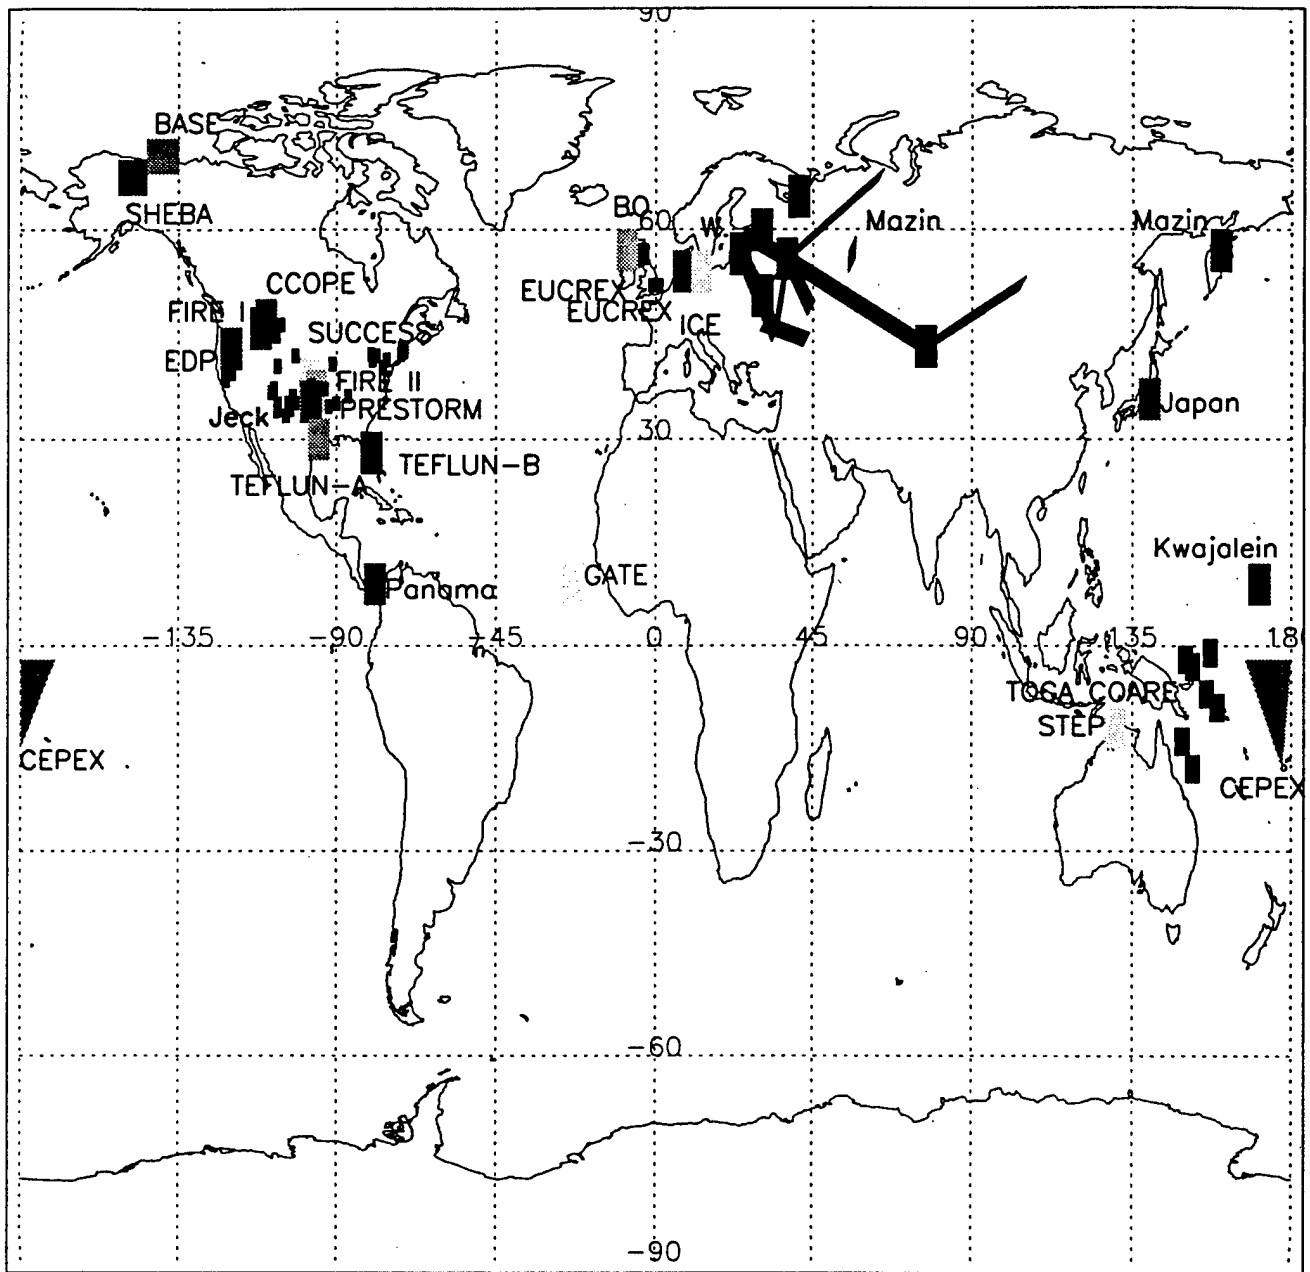 90
BASE
SHEBA
BO
60
W.
Mazin
Mazin
CCOPE
EUCREX
FIRE I
EUCREX
SUCCESS
ICE
EDP
FIRE II
Jeck
PRESTORM
Japan
30
TEFLUN-B
TEFLUN-A
Kwajalein
GATE
Panama
-135
-90
-45
0
45
90
135
18
TOGA COARE
STEP
CEPEX
CEPEX
-30
-60
-90